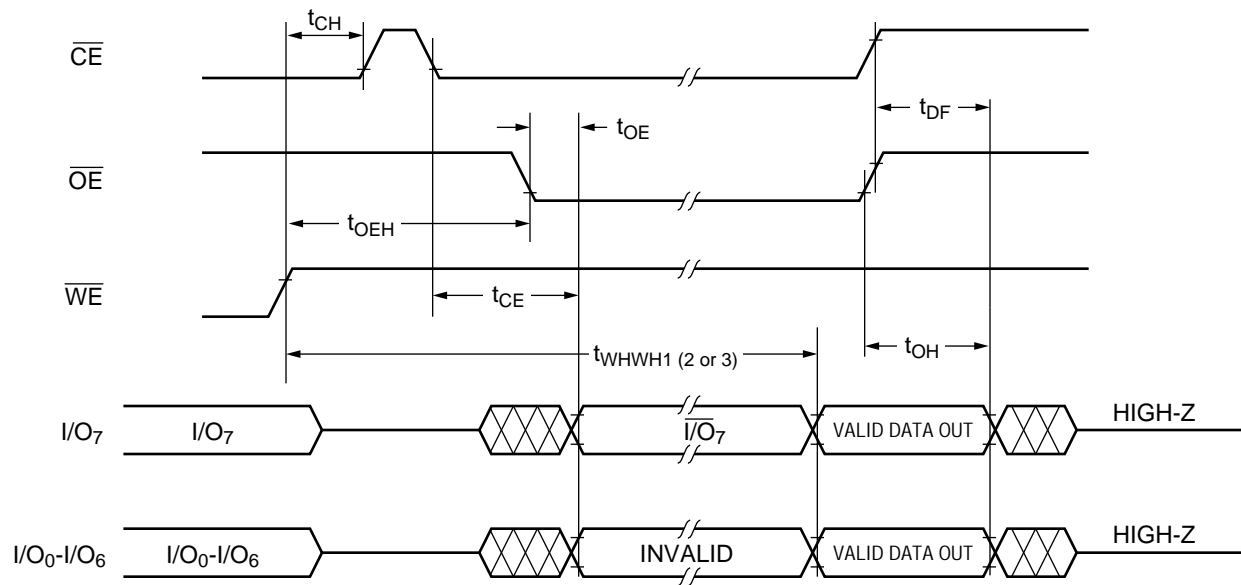 tCH
CE
tDF
tOE
OE
tOEH
WE
tCE
tOH
tWHWH1 (2 or 3)
I/O7 I/O7 I/O7 VALID DATA OUT HIGH-Z
I/O0-I/O6 I/O0-I/O6 INVALID VALID DATA OUT HIGH-Z